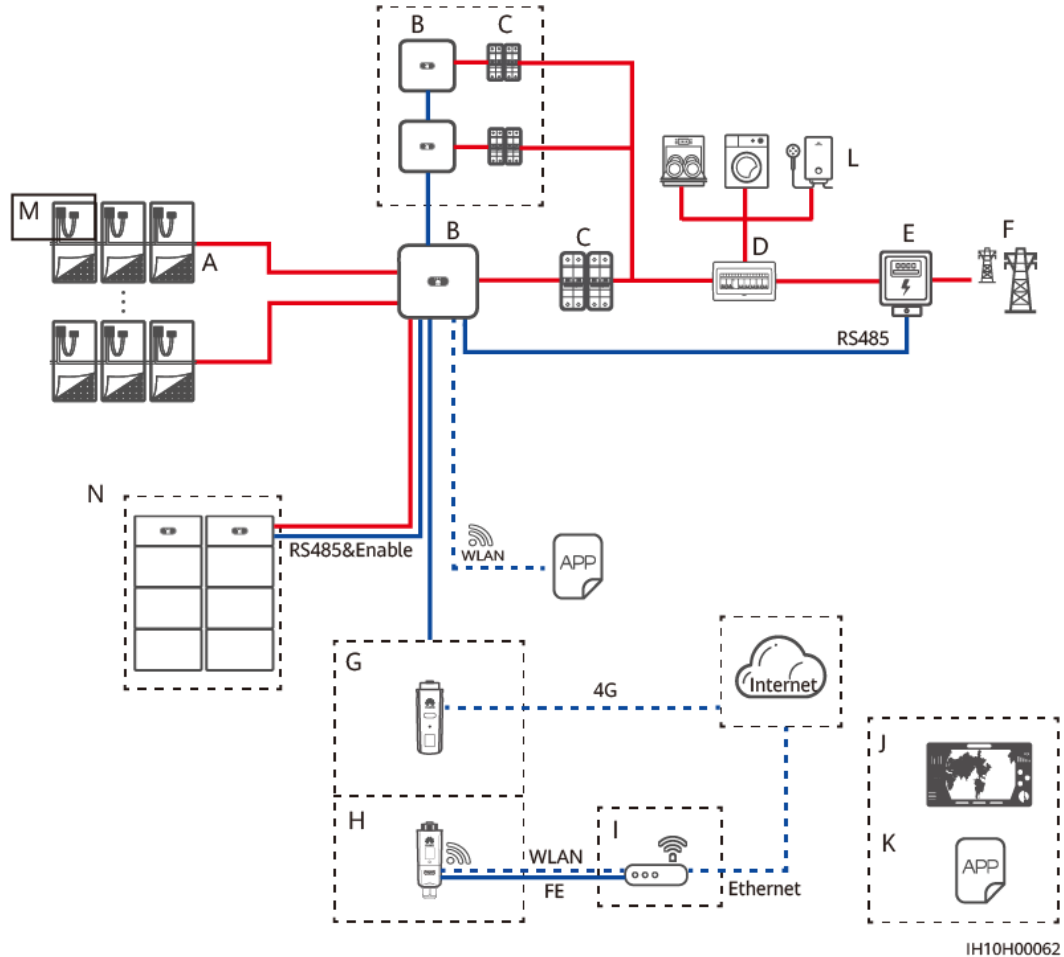 B
C
L
M
B
E
F
C
D
A
RS485
N
RS485&Enable
WLAN
APP
G
4G
Internet
J
H
I
WLAN
K
APP
FE
Ethernet
IH10H00062